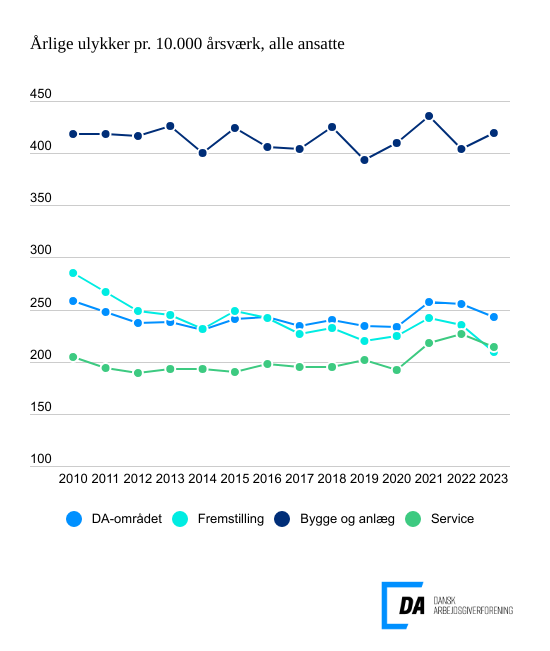 Årlige ulykker pr. 10.000 årsværk, alle ansatte
450
400
350
300
250
200
150
100
2010 2011 2012 2013 2014 2015 2016 2017 2018 2019 2020 2021 2022 2023
DA-området Fremstilling Bygge og anlæg Service
DA DANSK
ARBEJDSGIVERFORENING